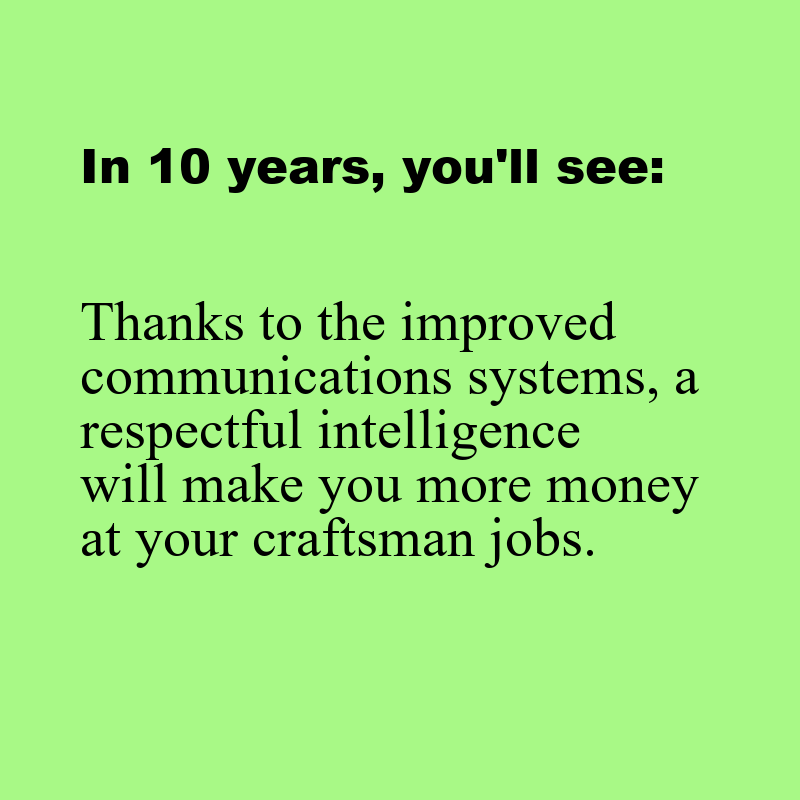 In 10 years, you'll see:
Thanks to the improved
communications systems, a
respectful intelligence
will make you more money
at your craftsman jobs.